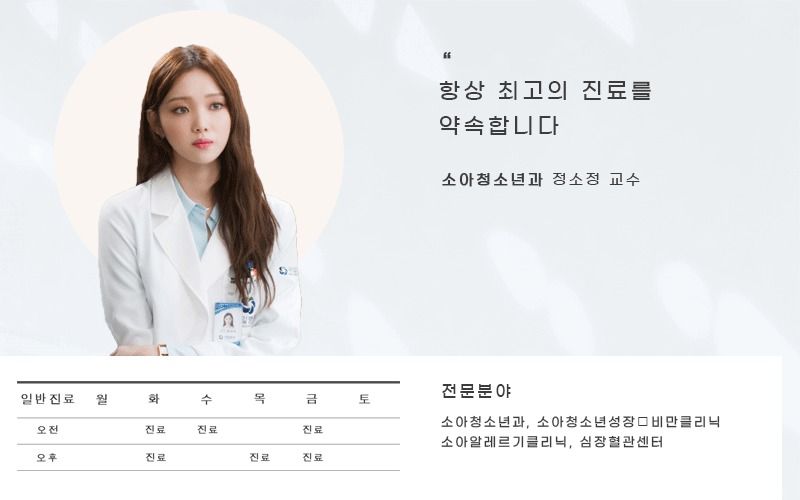 “
항상 최고의 진료를
약속합니다
소아청소년과 정소정 교수
일반진료 월 화 수 목 금 토
오전 진료 진료 진료
오후 진료 진료 진료
전문분야
소아청소년과, 소아청소년성장□비만클리닉
소아알레르기클리닉, 심장혈관센터